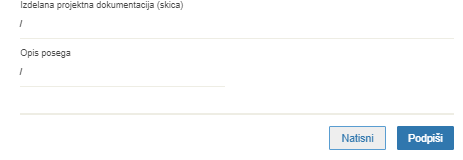 Izdelana projektna dokumentacija (skica)
/
Opis posega
/
Natisni Podpiši